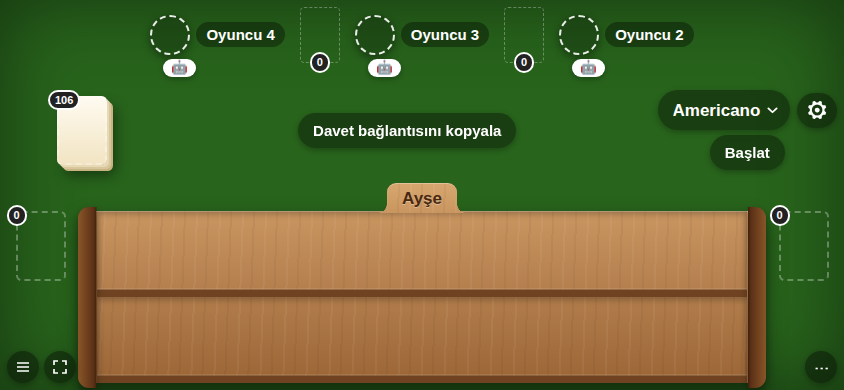 Oyuncu 4
0
Oyuncu 3
0
Oyuncu 2
106
Davet bağlantısını kopyala
Americano
Başlat
Ayşe
0
0
...